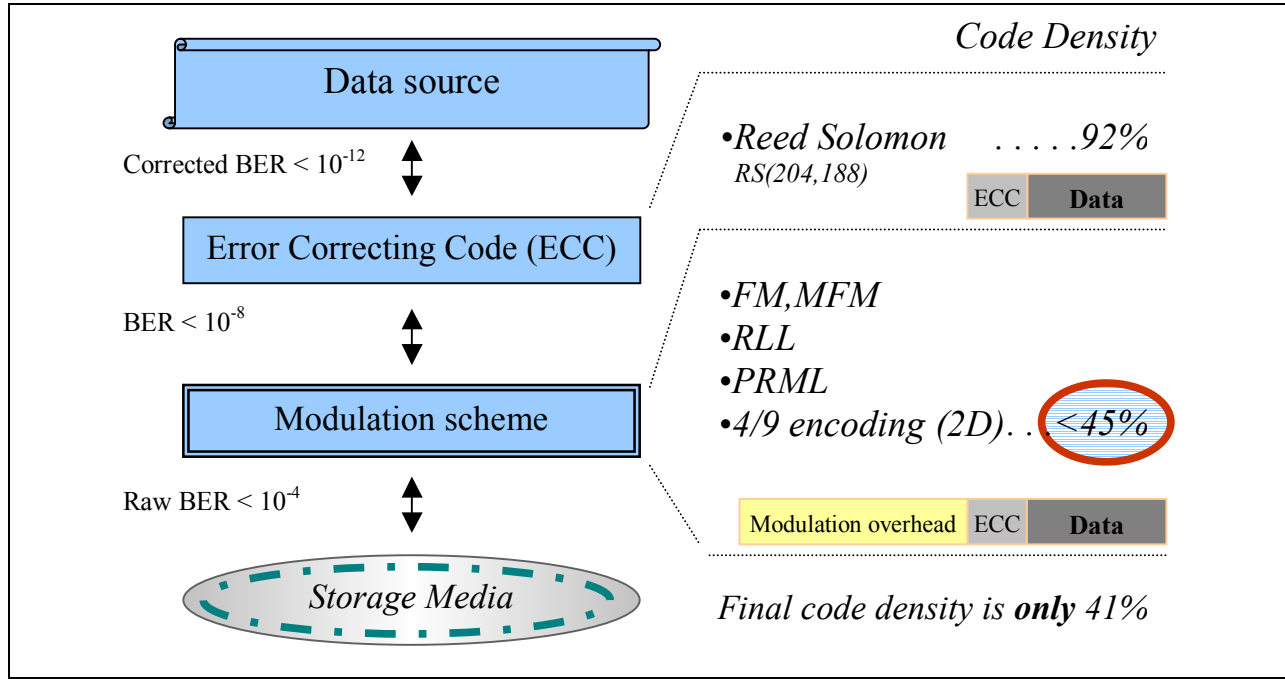 Code Density
Data source
Corrected BER < 10^-12
•Reed Solomon . . . . .92%
RS(204,188)
ECC Data
Error Correcting Code (ECC)
BER < 10^-8
•FM,MFM
•RLL
•PRML
•4/9 encoding (2D). . .<45%
Modulation scheme
Raw BER < 10^-4
Modulation overhead ECC Data
Storage Media
Final code density is only 41%